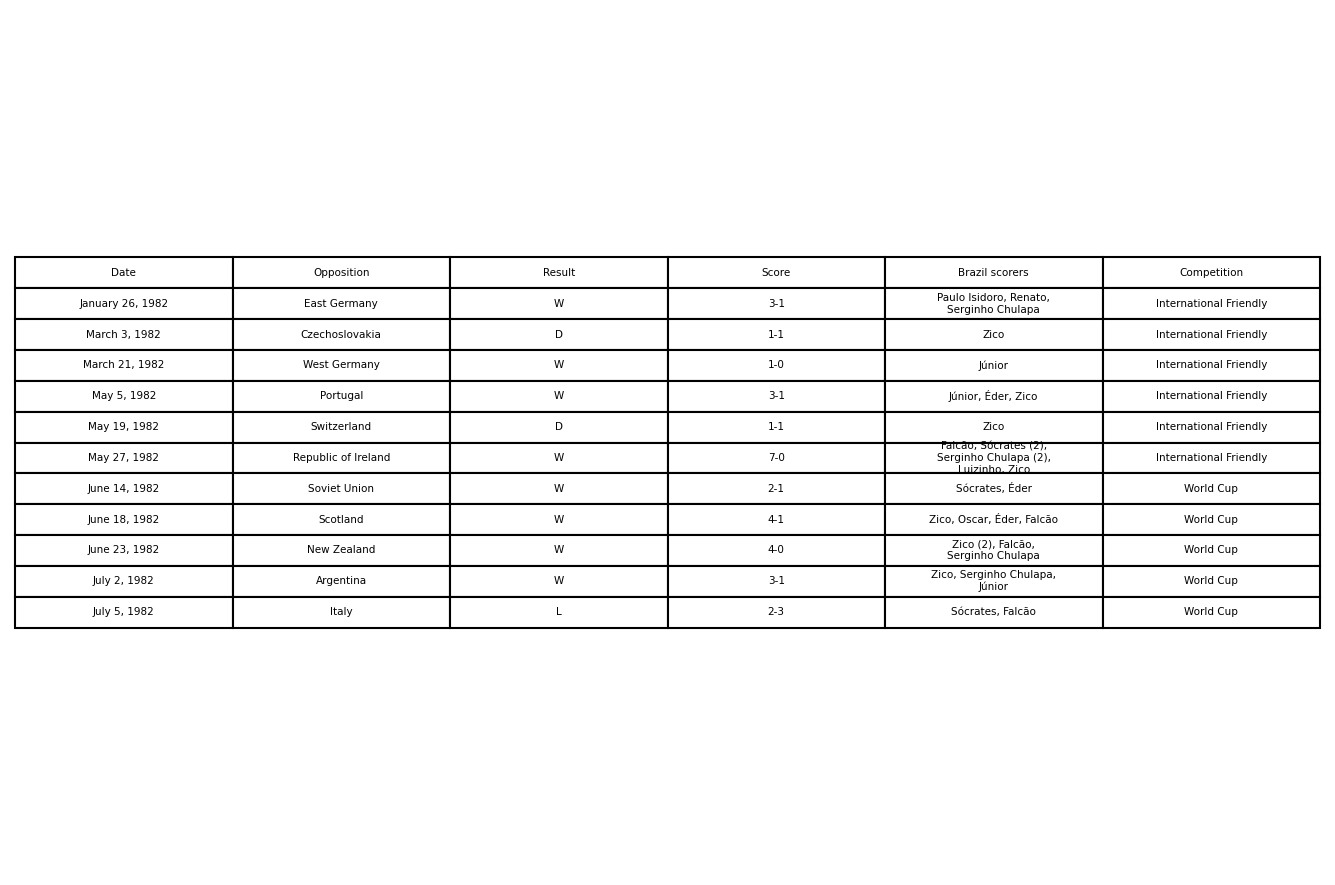 Date Opposition Result Score Brazil scorers Competition
January 26, 1982 East Germany W 3-1 Paulo Isidoro, Renato, International Friendly
Serginho Chulapa
March 3, 1982 Czechoslovakia D 1-1 Zico International Friendly
March 21, 1982 West Germany W 1-0 Júnior International Friendly
May 5, 1982 Portugal W 3-1 Júnior, Éder, Zico International Friendly
May 19, 1982 Switzerland D 1-1 Zico International Friendly
Falcão, Sócrates (2),
May 27, 1982 Republic of Ireland W 7-0 Serginho Chulapa (2), International Friendly
Luizinho, Zico
June 14, 1982 Soviet Union W 2-1 Sócrates, Éder World Cup
June 18, 1982 Scotland W 4-1 Zico, Oscar, Éder, Falcão World Cup
June 23, 1982 New Zealand W 4-0 Zico (2), Falcão, World Cup
Serginho Chulapa
July 2, 1982 Argentina W 3-1 Zico, Serginho Chulapa, World Cup
Júnior
July 5, 1982 Italy L 2-3 Sócrates, Falcão World Cup